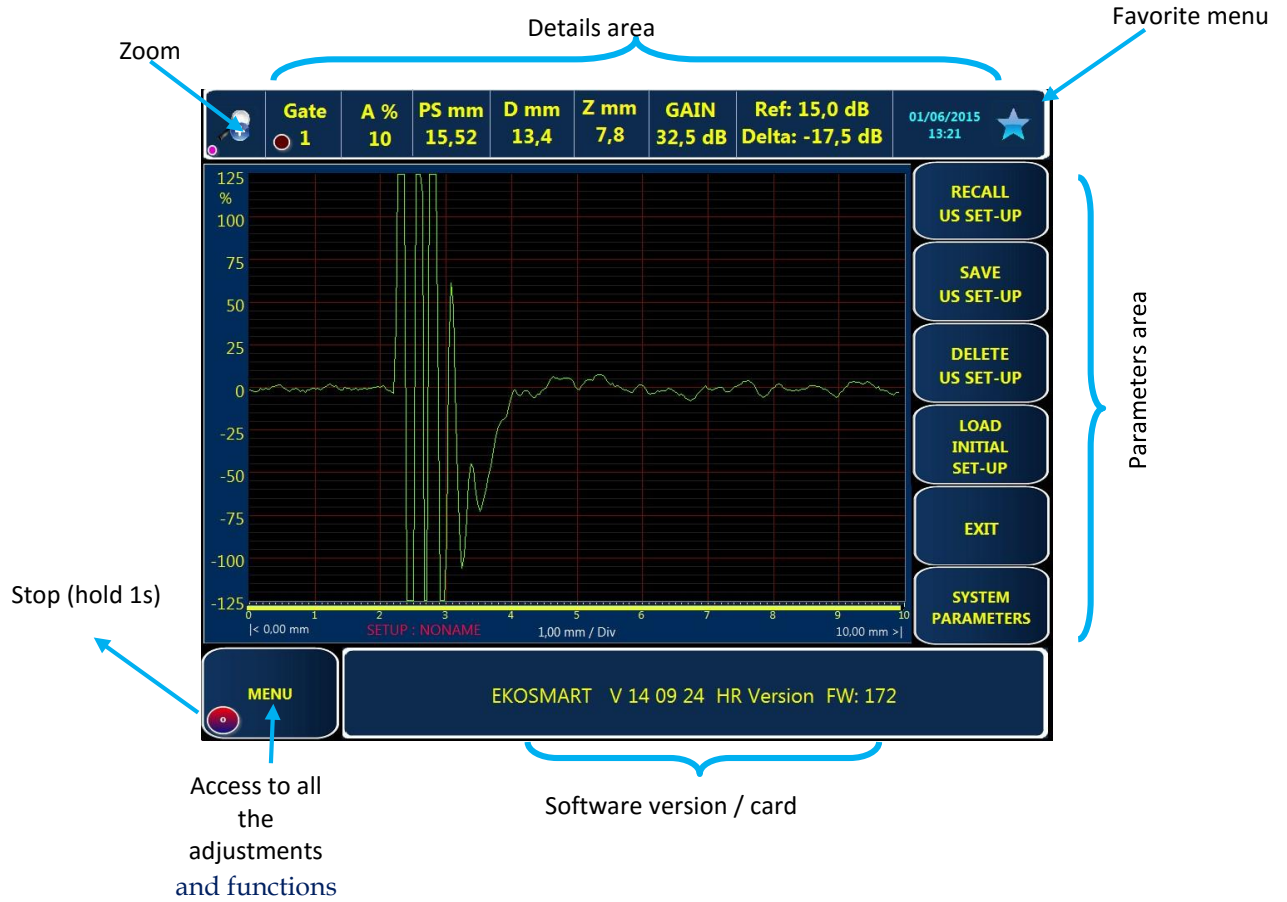 Details area
Favorite menu
Zoom
Gate
1
A %
10
PS mm
15,52
D mm
13,4
Z mm
7,8
GAIN
32,5 dB
Ref: 15,0 dB
Delta: -17,5 dB
01/06/2015
13:21
125
%
100
75
50
25
0
-25
-50
-75
-100
-125
0 1 2 3 4 5 6 7 8 9 10
|< 0,00 mm SETUP : NONAME 1,00 mm / Div 10,00 mm >|
RECALL
US SET-UP
SAVE
US SET-UP
DELETE
US SET-UP
LOAD
INITIAL
SET-UP
EXIT
SYSTEM
PARAMETERS
Parameters area
Stop (hold 1s)
MENU
o
EKOSMART V 14 09 24 HR Version FW: 172
Access to all
the
adjustments
and functions
Software version / card